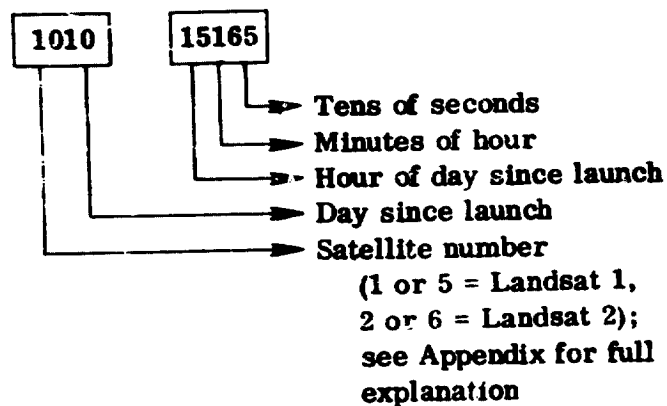 1010 15165
Tens of seconds
Minutes of hour
Hour of day since launch
Day since launch
Satellite number
(1 or 5 = Landsat 1,
2 or 6 = Landsat 2);
see Appendix for full
explanation